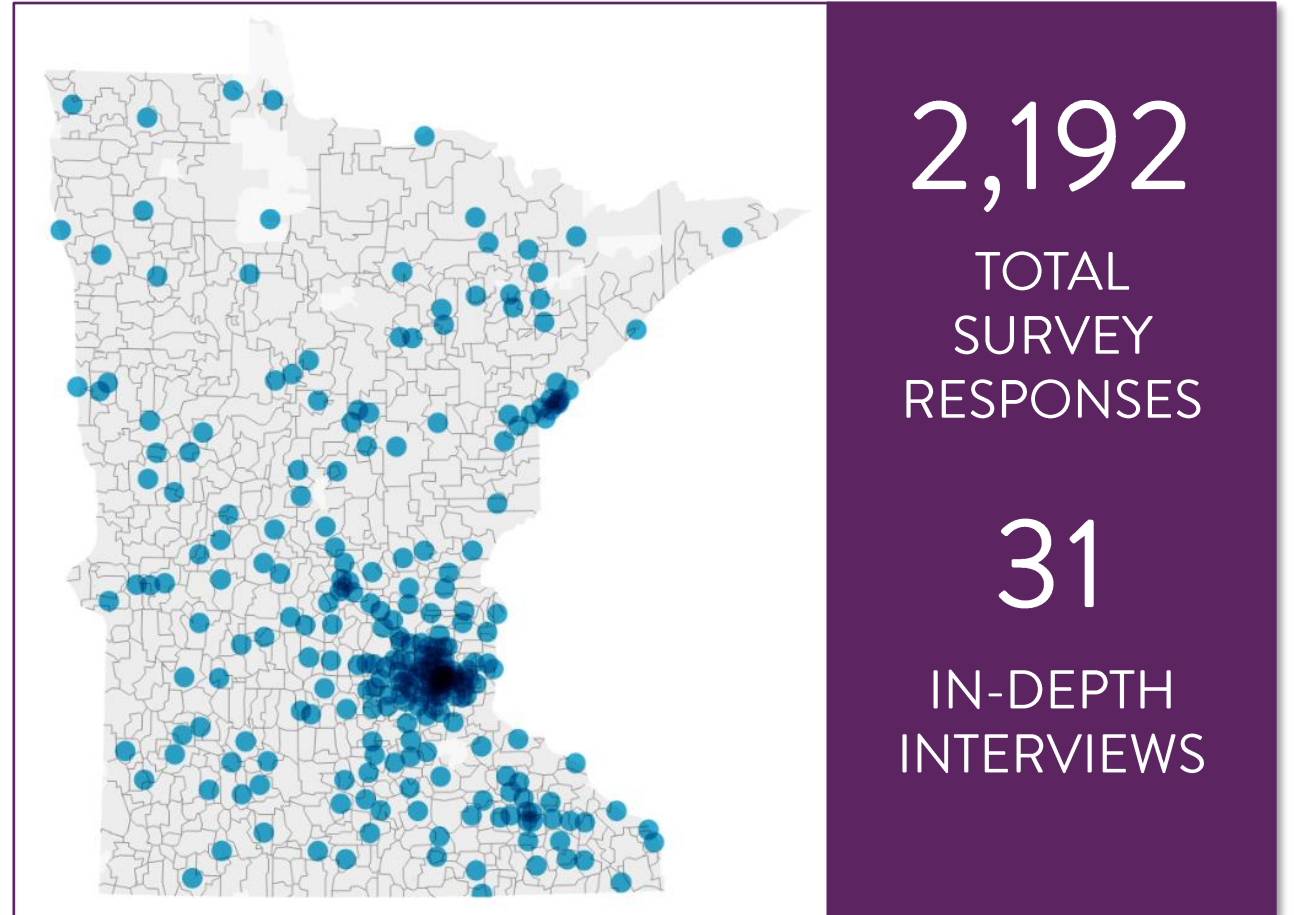 2,192
TOTAL
SURVEY
RESPONSES
31
IN-DEPTH
INTERVIEWS